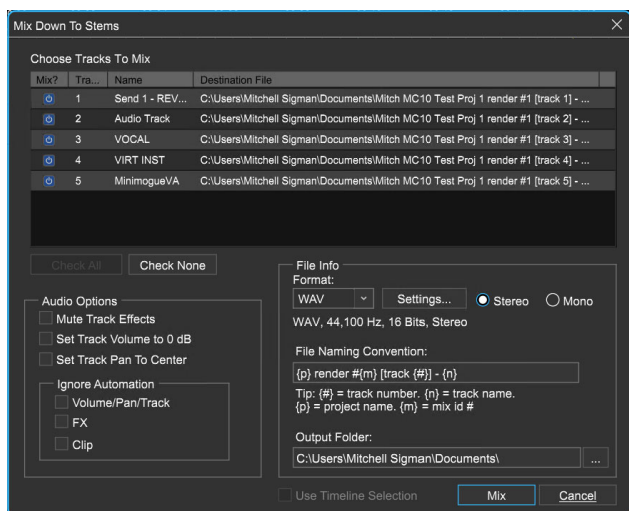 Mix Down To Stems
Choose Tracks To Mix
Mix? Tra... Name Destination File
1 Send 1 - REV... C:\Users\Mitchell Sigman\Documents\Mitch MC10 Test Proj 1 render #1 [track 1] - ...
2 Audio Track C:\Users\Mitchell Sigman\Documents\Mitch MC10 Test Proj 1 render #1 [track 2] - ...
3 VOCAL C:\Users\Mitchell Sigman\Documents\Mitch MC10 Test Proj 1 render #1 [track 3] - ...
4 VIRT INST C:\Users\Mitchell Sigman\Documents\Mitch MC10 Test Proj 1 render #1 [track 4] - ...
5 MinimogueVA C:\Users\Mitchell Sigman\Documents\Mitch MC10 Test Proj 1 render #1 [track 5] - ...
Check All Check None
Audio Options
Mute Track Effects
Set Track Volume to 0 dB
Set Track Pan To Center
Ignore Automation
Volume/Pan/Track
FX
Clip
File Info
Format:
WAV Settings... Stereo Mono
WAV, 44,100 Hz, 16 Bits, Stereo
File Naming Convention:
{p} render #{m} [track {#}] - {n}
Tip: {#} = track number. {n} = track name.
{p} = project name. {m} = mix id #
Output Folder:
C:\Users\Mitchell Sigman\Documents\ ...
Use Timeline Selection Mix Cancel